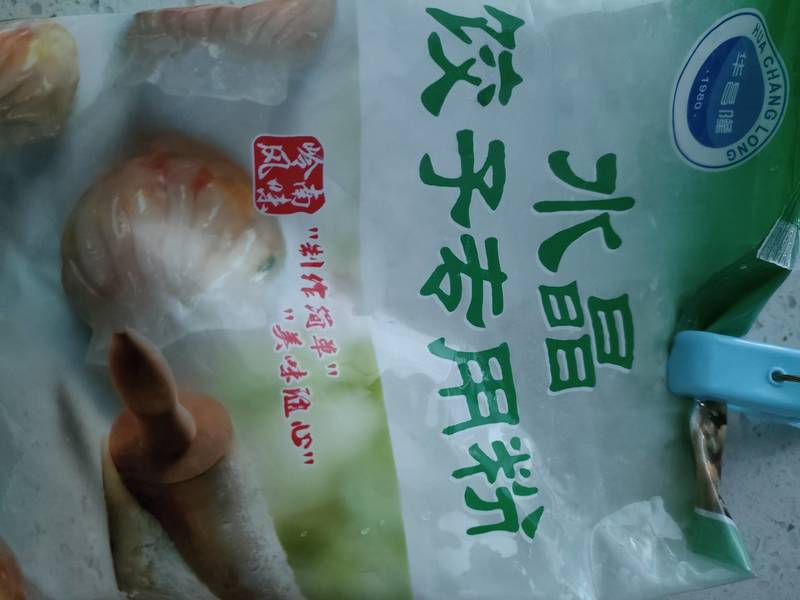 HUA CHANG LONG
华昌隆
·1980·
水晶
饺子专用粉
岭南
风味
"制作简单"
"美味随心"